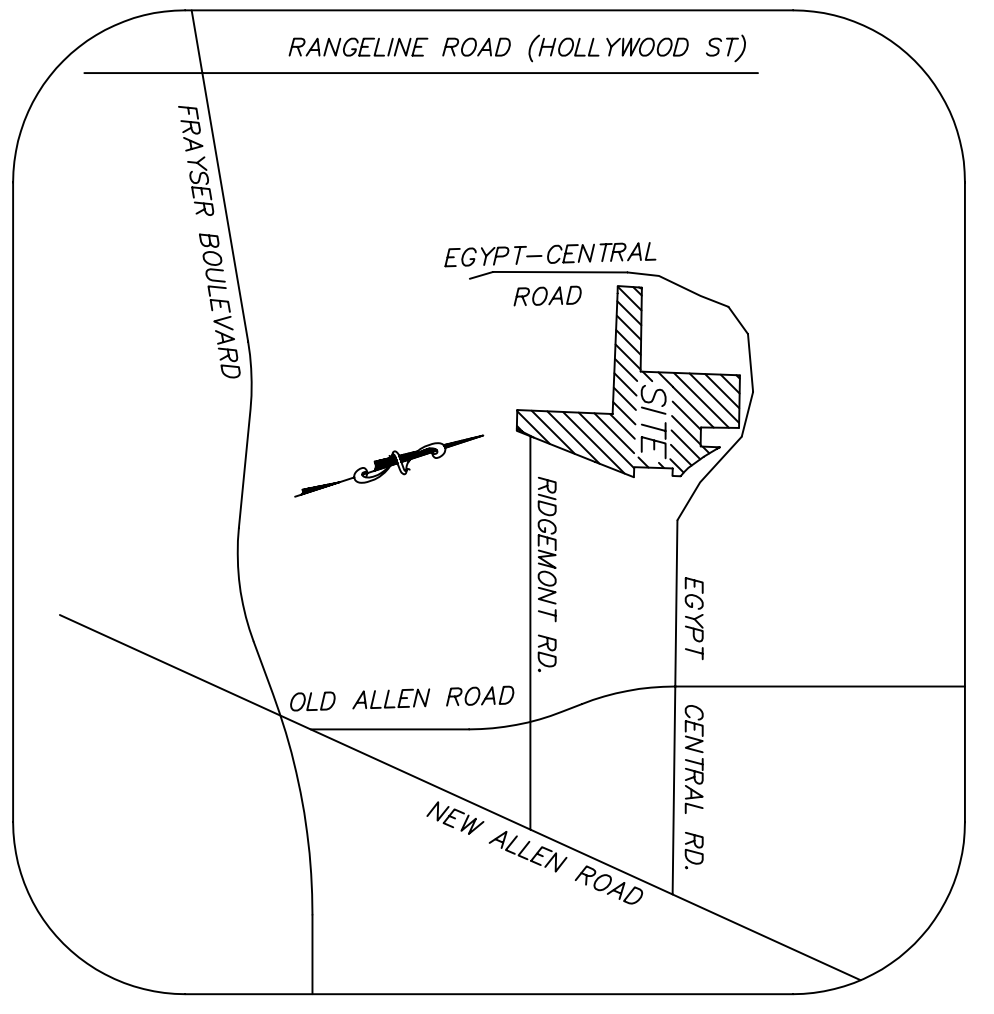 RANGELINE ROAD (HOLLYWOOD ST)
FRAYSER BOULEVARD
EGYPT-CENTRAL
ROAD
SITE
N
RIDGEMONT RD.
EGYPT
CENTRAL RD.
OLD ALLEN ROAD
NEW ALLEN ROAD